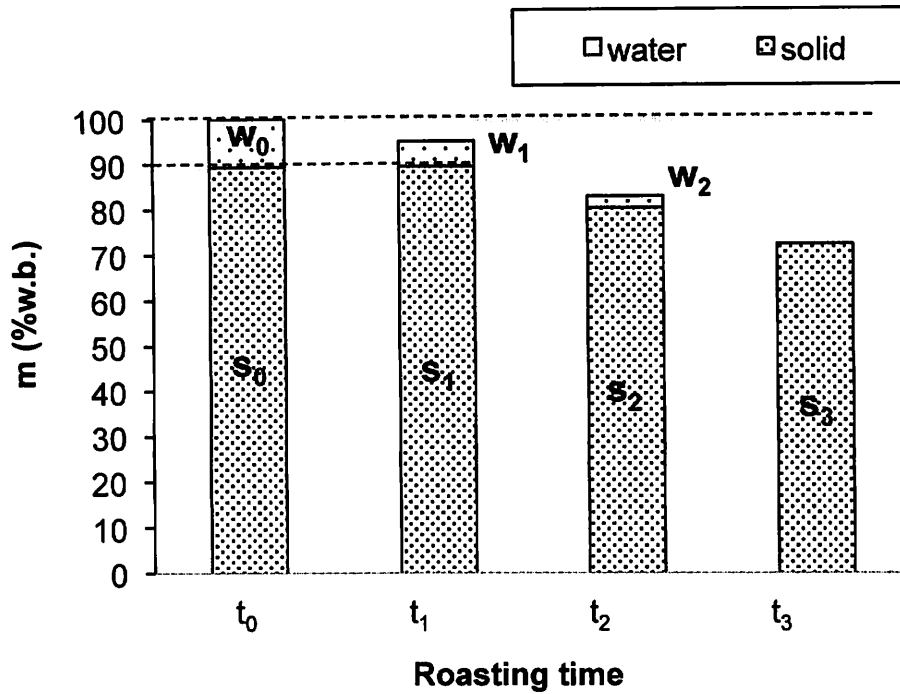 water solid
100
90
80
70
60
50
40
30
20
10
0
m (%w.b.)
w₀
w₁
w₂
s₀
s₁
s₂
s₃
t₀ t₁ t₂ t₃
Roasting time